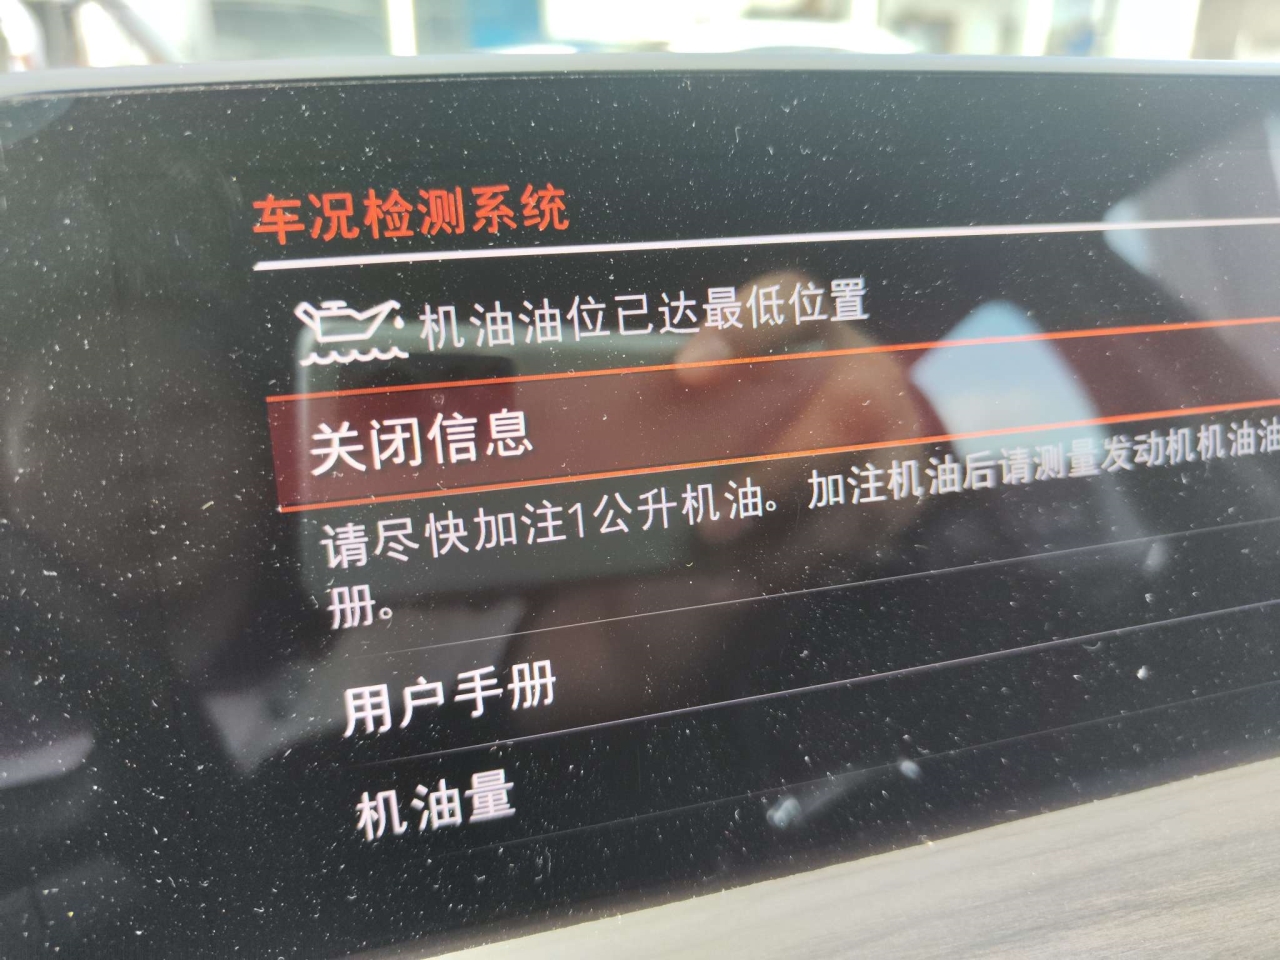 车况检测系统
机油油位已达最低位置
关闭信息
请尽快加注1公升机油。加注机油后请测量发动机机油油
册。
用户手册
机油量